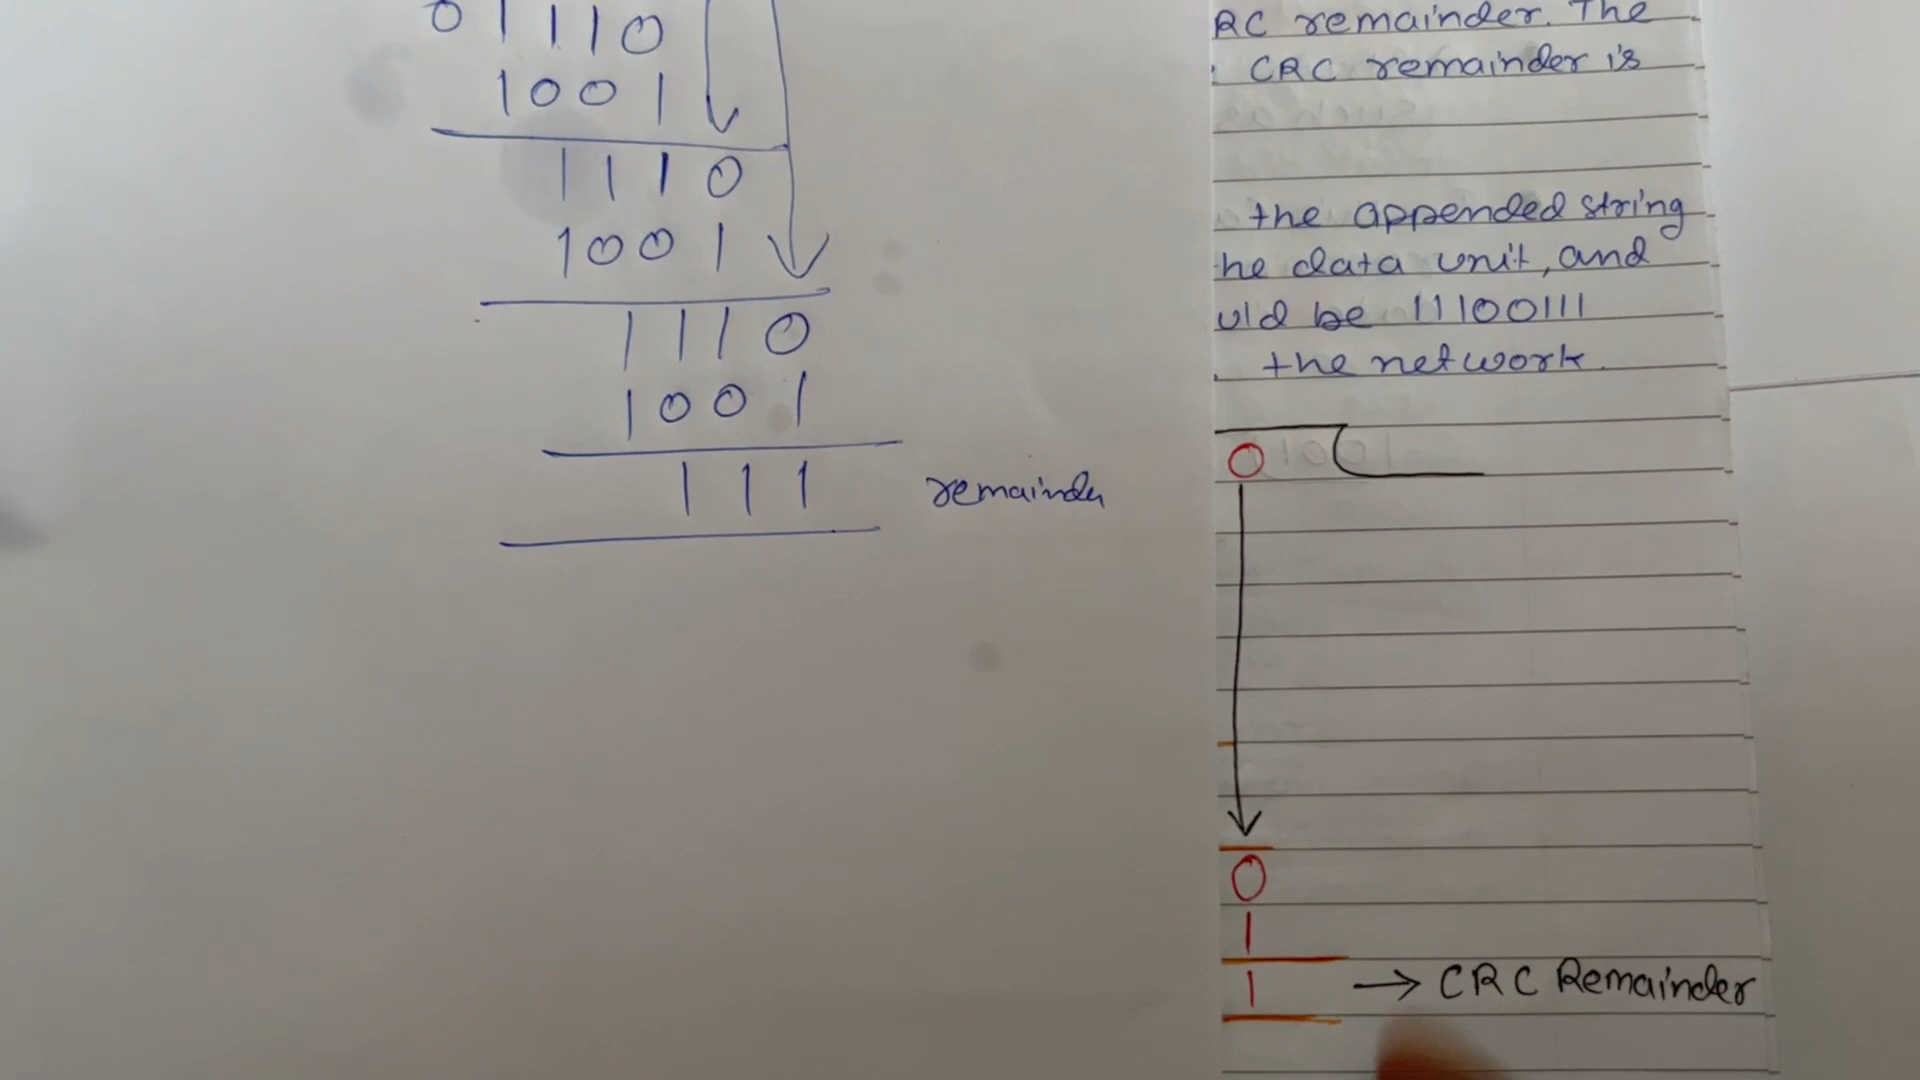 01110
1001
1110
1001
1110
1001
111 remainder
RC remainder. The
CRC remainder is
the appended string
he data unit, and
uld be 11100111
the network.
0
0
1
1 → CRC Remainder